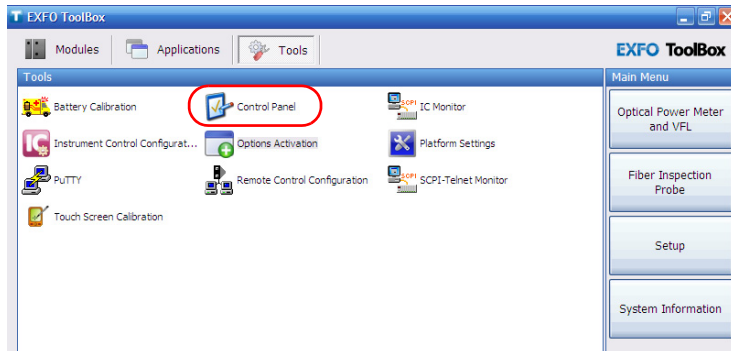 EXFO ToolBox
Modules Applications Tools EXFO ToolBox
Tools
Main Menu
Battery Calibration Control Panel IC Monitor
Instrument Control Configurat... Options Activation Platform Settings
PuTTY Remote Control Configuration SCPI-Telnet Monitor
Touch Screen Calibration
Optical Power Meter
and VFL
Fiber Inspection
Probe
Setup
System Information